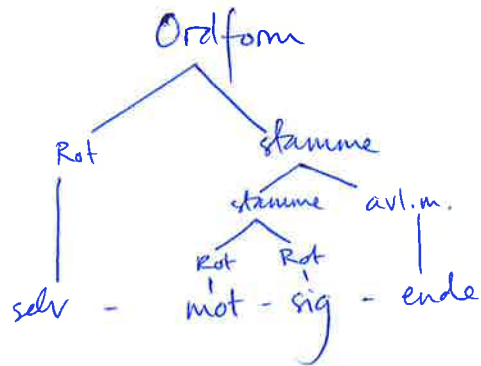 Ordform
Rot stamme
stamme avl.m.
Rot Rot
selv - mot - sig - ende